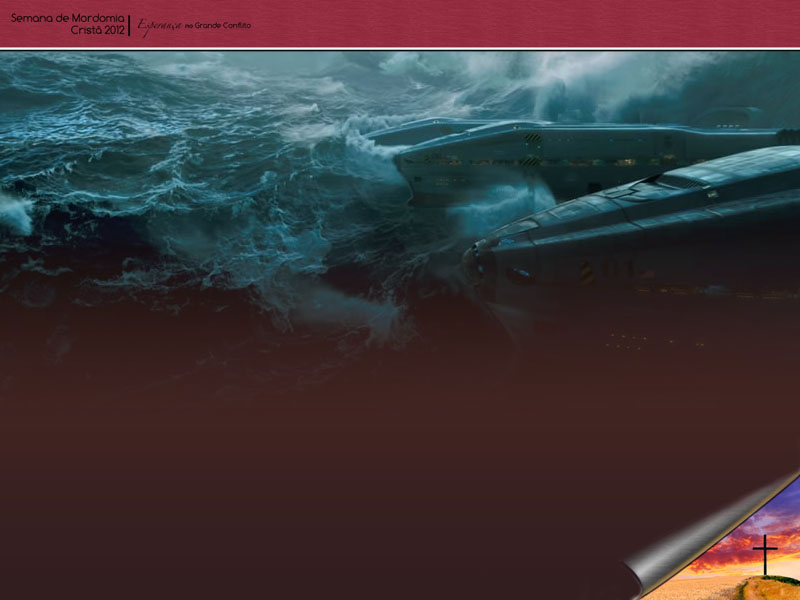 Semana de Mordomia
Cristã 2012
Esperança no Grande Conflito